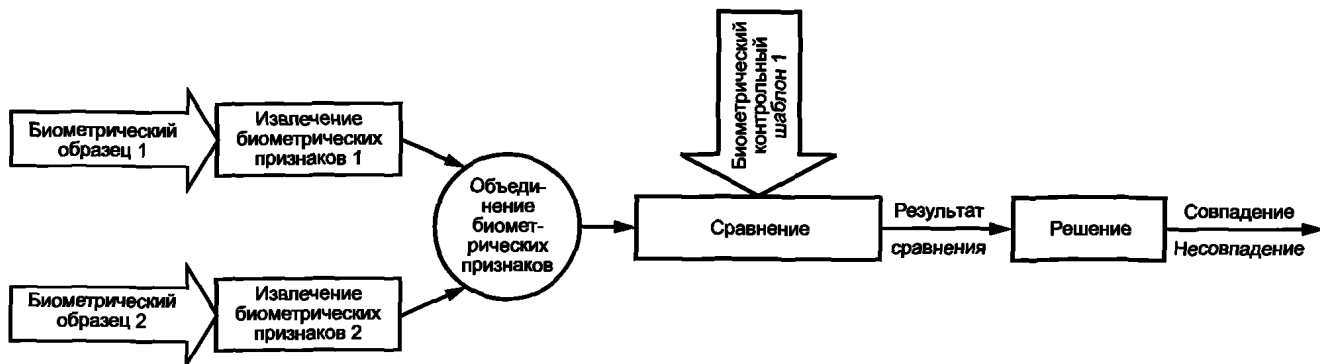 Биометрический
образец 1
Извлечение
биометрических
признаков 1
Биометрический
образец 2
Извлечение
биометрических
признаков 2
Объеди-
нение
биомет-
рических
признаков
Биометрический
контрольный
шаблон 1
Сравнение
Результат
сравнения
Решение
Совпадение
Несовпадение